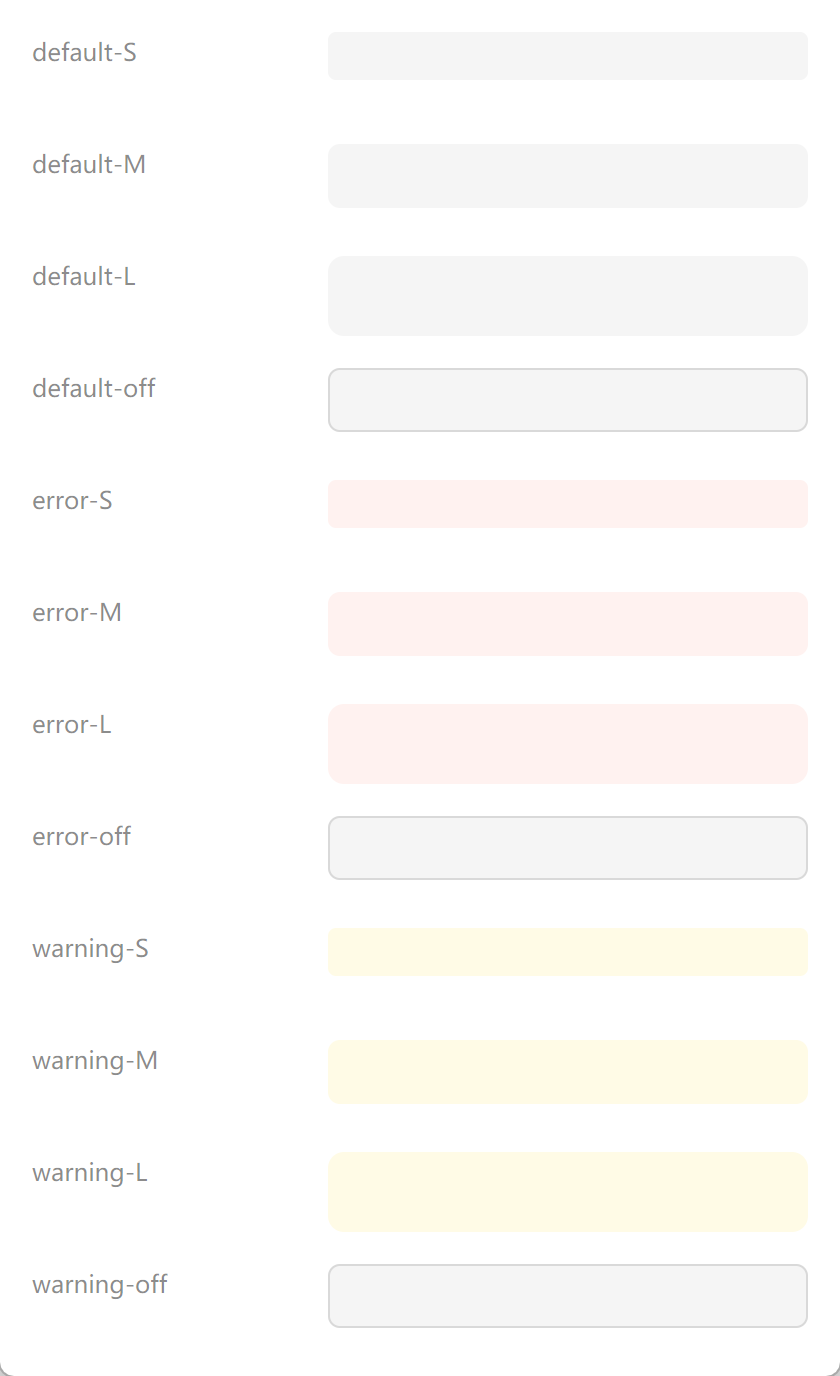 default-S
default-M
default-L
default-off
error-S
error-M
error-L
error-off
warning-S
warning-M
warning-L
warning-off